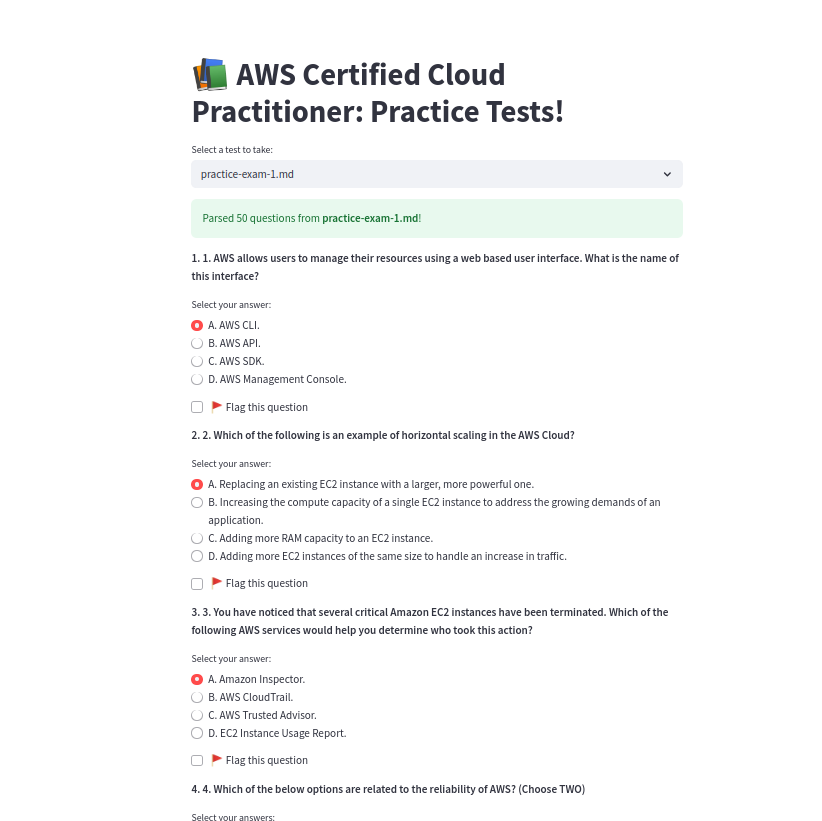 AWS Certified Cloud
Practitioner: Practice Tests!
Select a test to take:
practice-exam-1.md
Parsed 50 questions from practice-exam-1.md!
1. 1. AWS allows users to manage their resources using a web based user interface. What is the name of
this interface?
Select your answer:
A. AWS CLI.
B. AWS API.
C. AWS SDK.
D. AWS Management Console.
Flag this question
2. 2. Which of the following is an example of horizontal scaling in the AWS Cloud?
Select your answer:
A. Replacing an existing EC2 instance with a larger, more powerful one.
B. Increasing the compute capacity of a single EC2 instance to address the growing demands of an
application.
C. Adding more RAM capacity to an EC2 instance.
D. Adding more EC2 instances of the same size to handle an increase in traffic.
Flag this question
3. 3. You have noticed that several critical Amazon EC2 instances have been terminated. Which of the
following AWS services would help you determine who took this action?
Select your answer:
A. Amazon Inspector.
B. AWS CloudTrail.
C. AWS Trusted Advisor.
D. EC2 Instance Usage Report.
Flag this question
4. 4. Which of the below options are related to the reliability of AWS? (Choose TWO)
Select your answers: